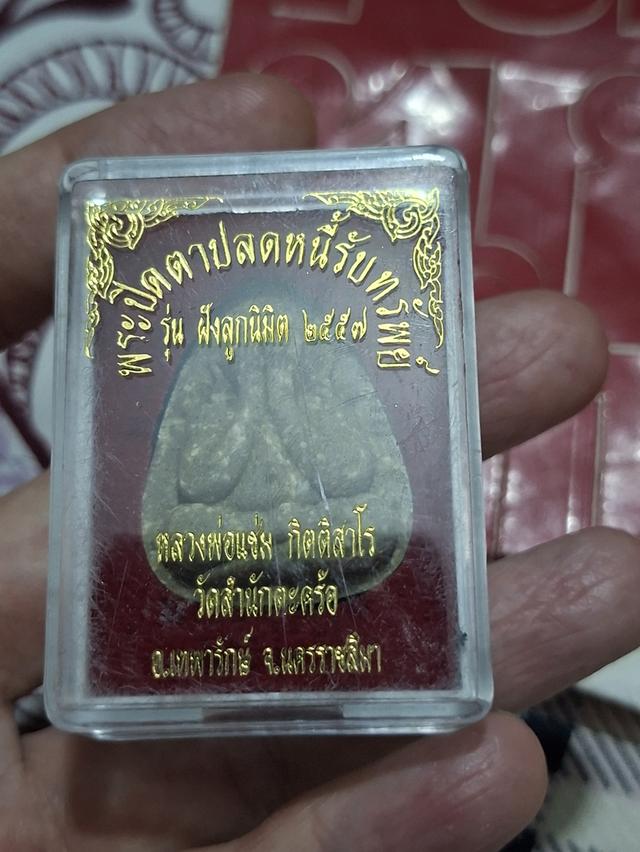 พระปิดตาปลดหนี้รับทรัพย์
รุ่น ฝังลูกนิมิต ๒๕๕๗
หลวงพ่อแช่ม กิตติสาโร
วัดสำนักตะคร้อ
อ.เทพารักษ์ จ.นครราชสีมา